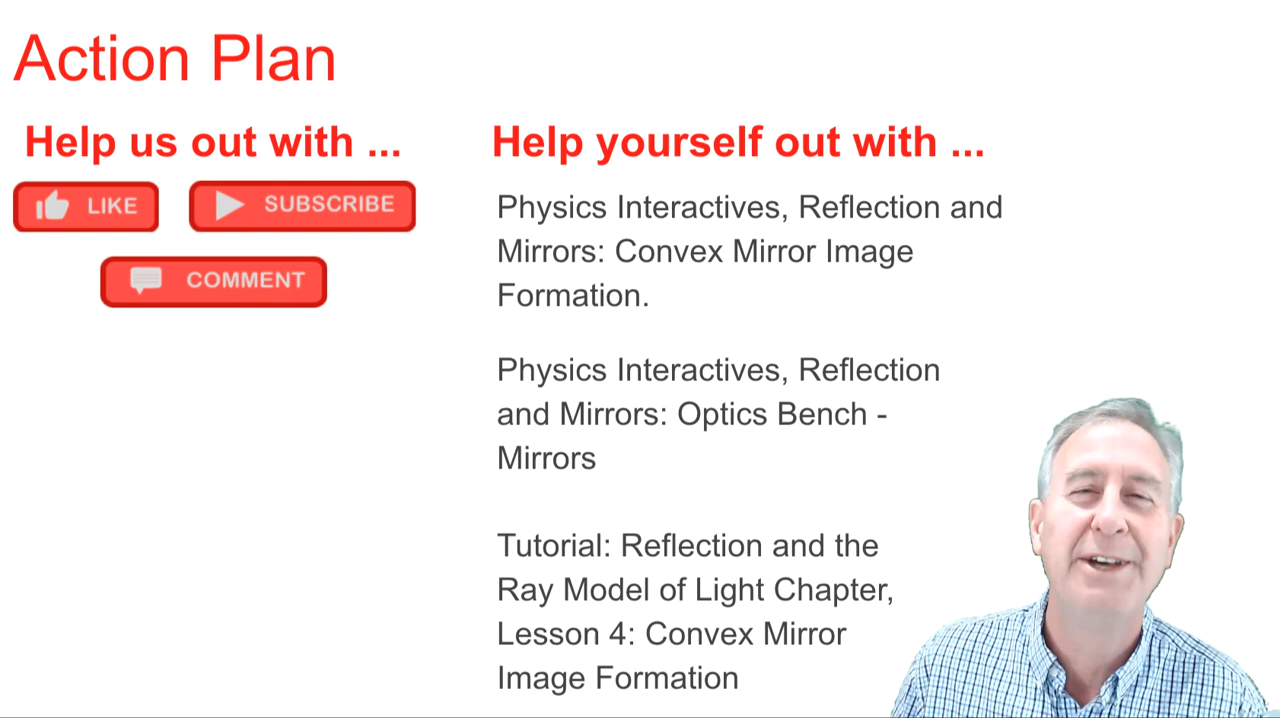 Action Plan
Help us out with ...
LIKE
SUBSCRIBE
COMMENT
Help yourself out with ...
Physics Interactives, Reflection and
Mirrors: Convex Mirror Image
Formation.
Physics Interactives, Reflection
and Mirrors: Optics Bench -
Mirrors
Tutorial: Reflection and the
Ray Model of Light Chapter,
Lesson 4: Convex Mirror
Image Formation